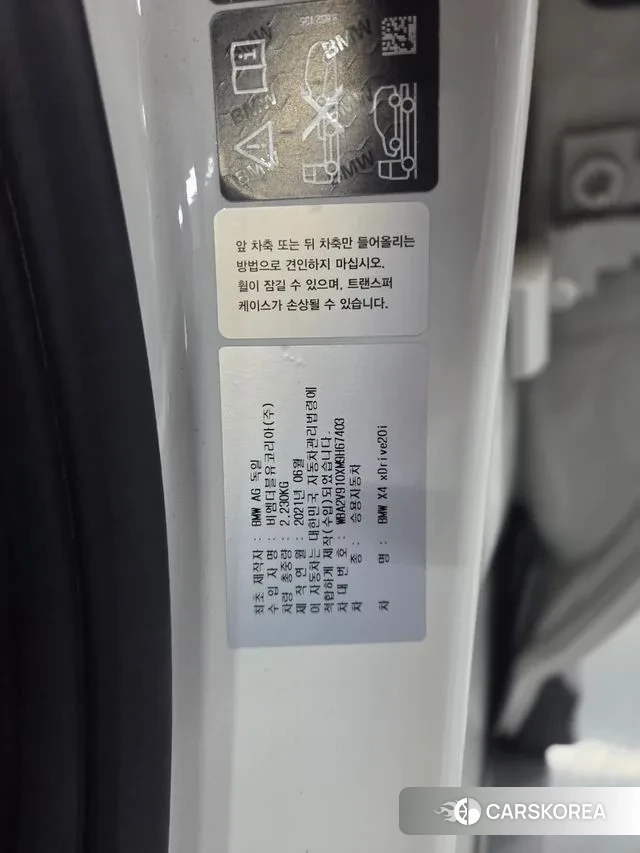 BMW
BMW
BMW
BMW
BMW
BMW
앞 차축 또는 뒤 차축만 들어올리는
방법으로 견인하지 마십시오.
휠이 잠길 수 있으며, 트랜스퍼
케이스가 손상될 수 있습니다.
최초 제작자 : BMW AG 독일
수 입 자 명 : 비엠더블유코리아(주)
차량 총중량 : 2,230KG
제 작 연 월 : 2021년 06월
이 자동차는 대한민국 자동차관리법령에
적합하게 제작(수입)되었습니다.
차 대 번 호 : WBA2V910XM9H67403
차 종 : 승용자동차
차 명 : BMW X4 xDrive20i
CARSKOREA